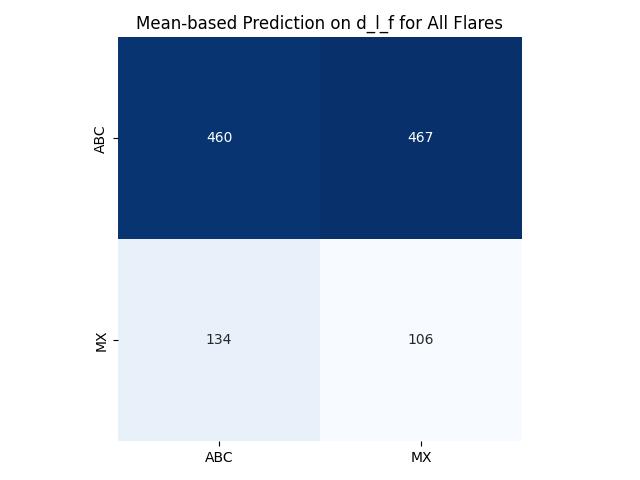 Mean-based Prediction on d_l_f for All Flares
ABC
460
467
MX
134
106
ABC
MX